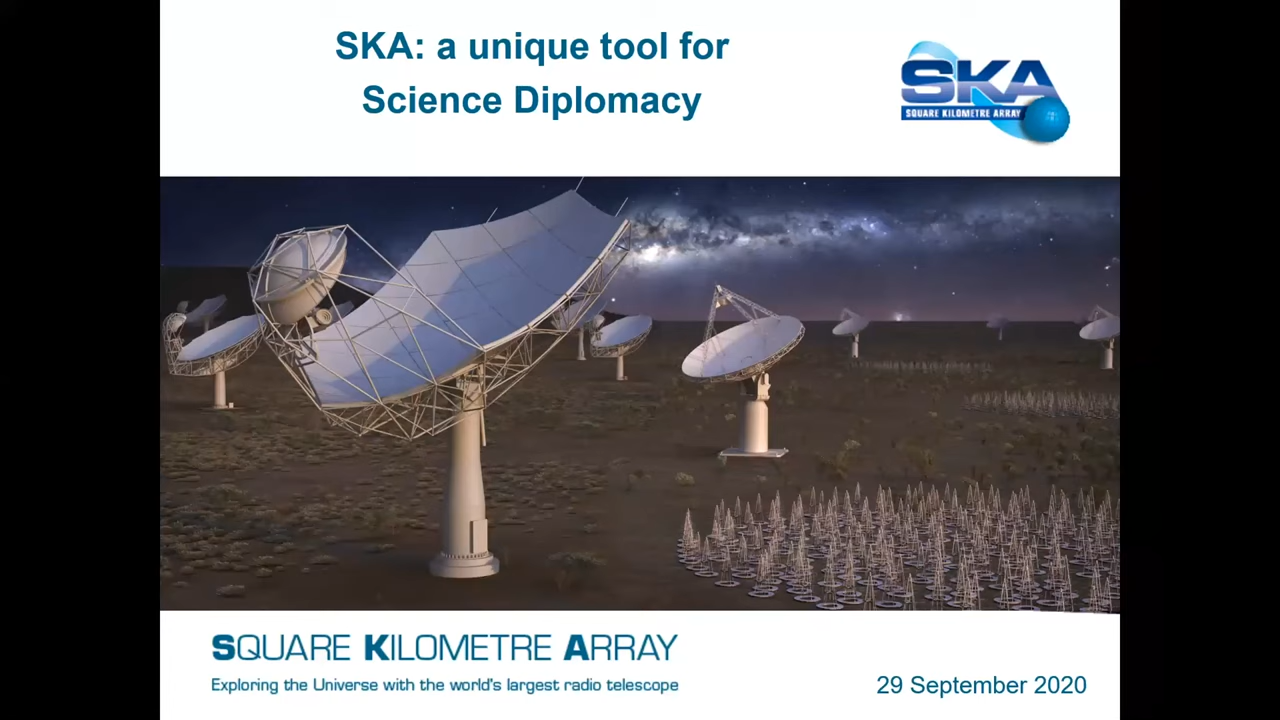 SKA: a unique tool for
Science Diplomacy
SKA
SQUARE KILOMETRE ARRAY
SQUARE KILOMETRE ARRAY
Exploring the Universe with the world's largest radio telescope
29 September 2020